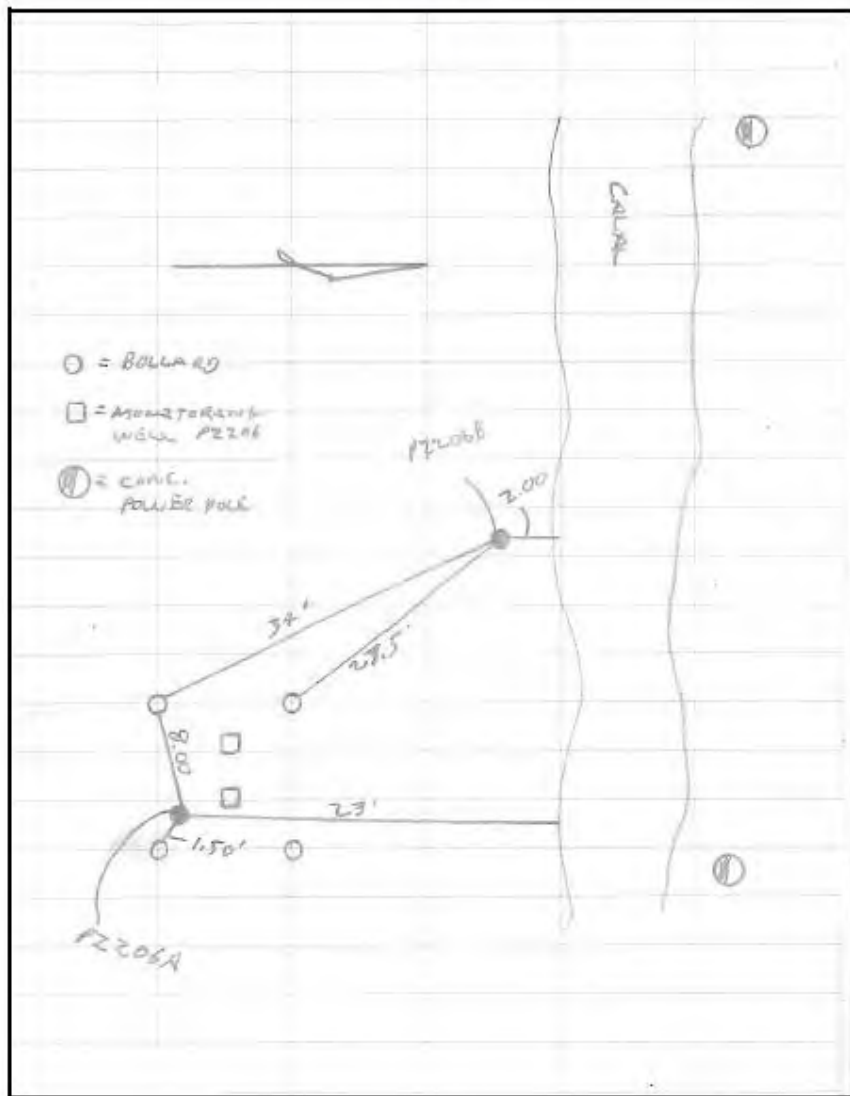 CANAL
= BOLLARD
= MONITORING
WELL PZ206
= CONC.
POWER POLE
PZ206B
2.00
34'
28.5'
8.00
23'
1.50'
PZ206A